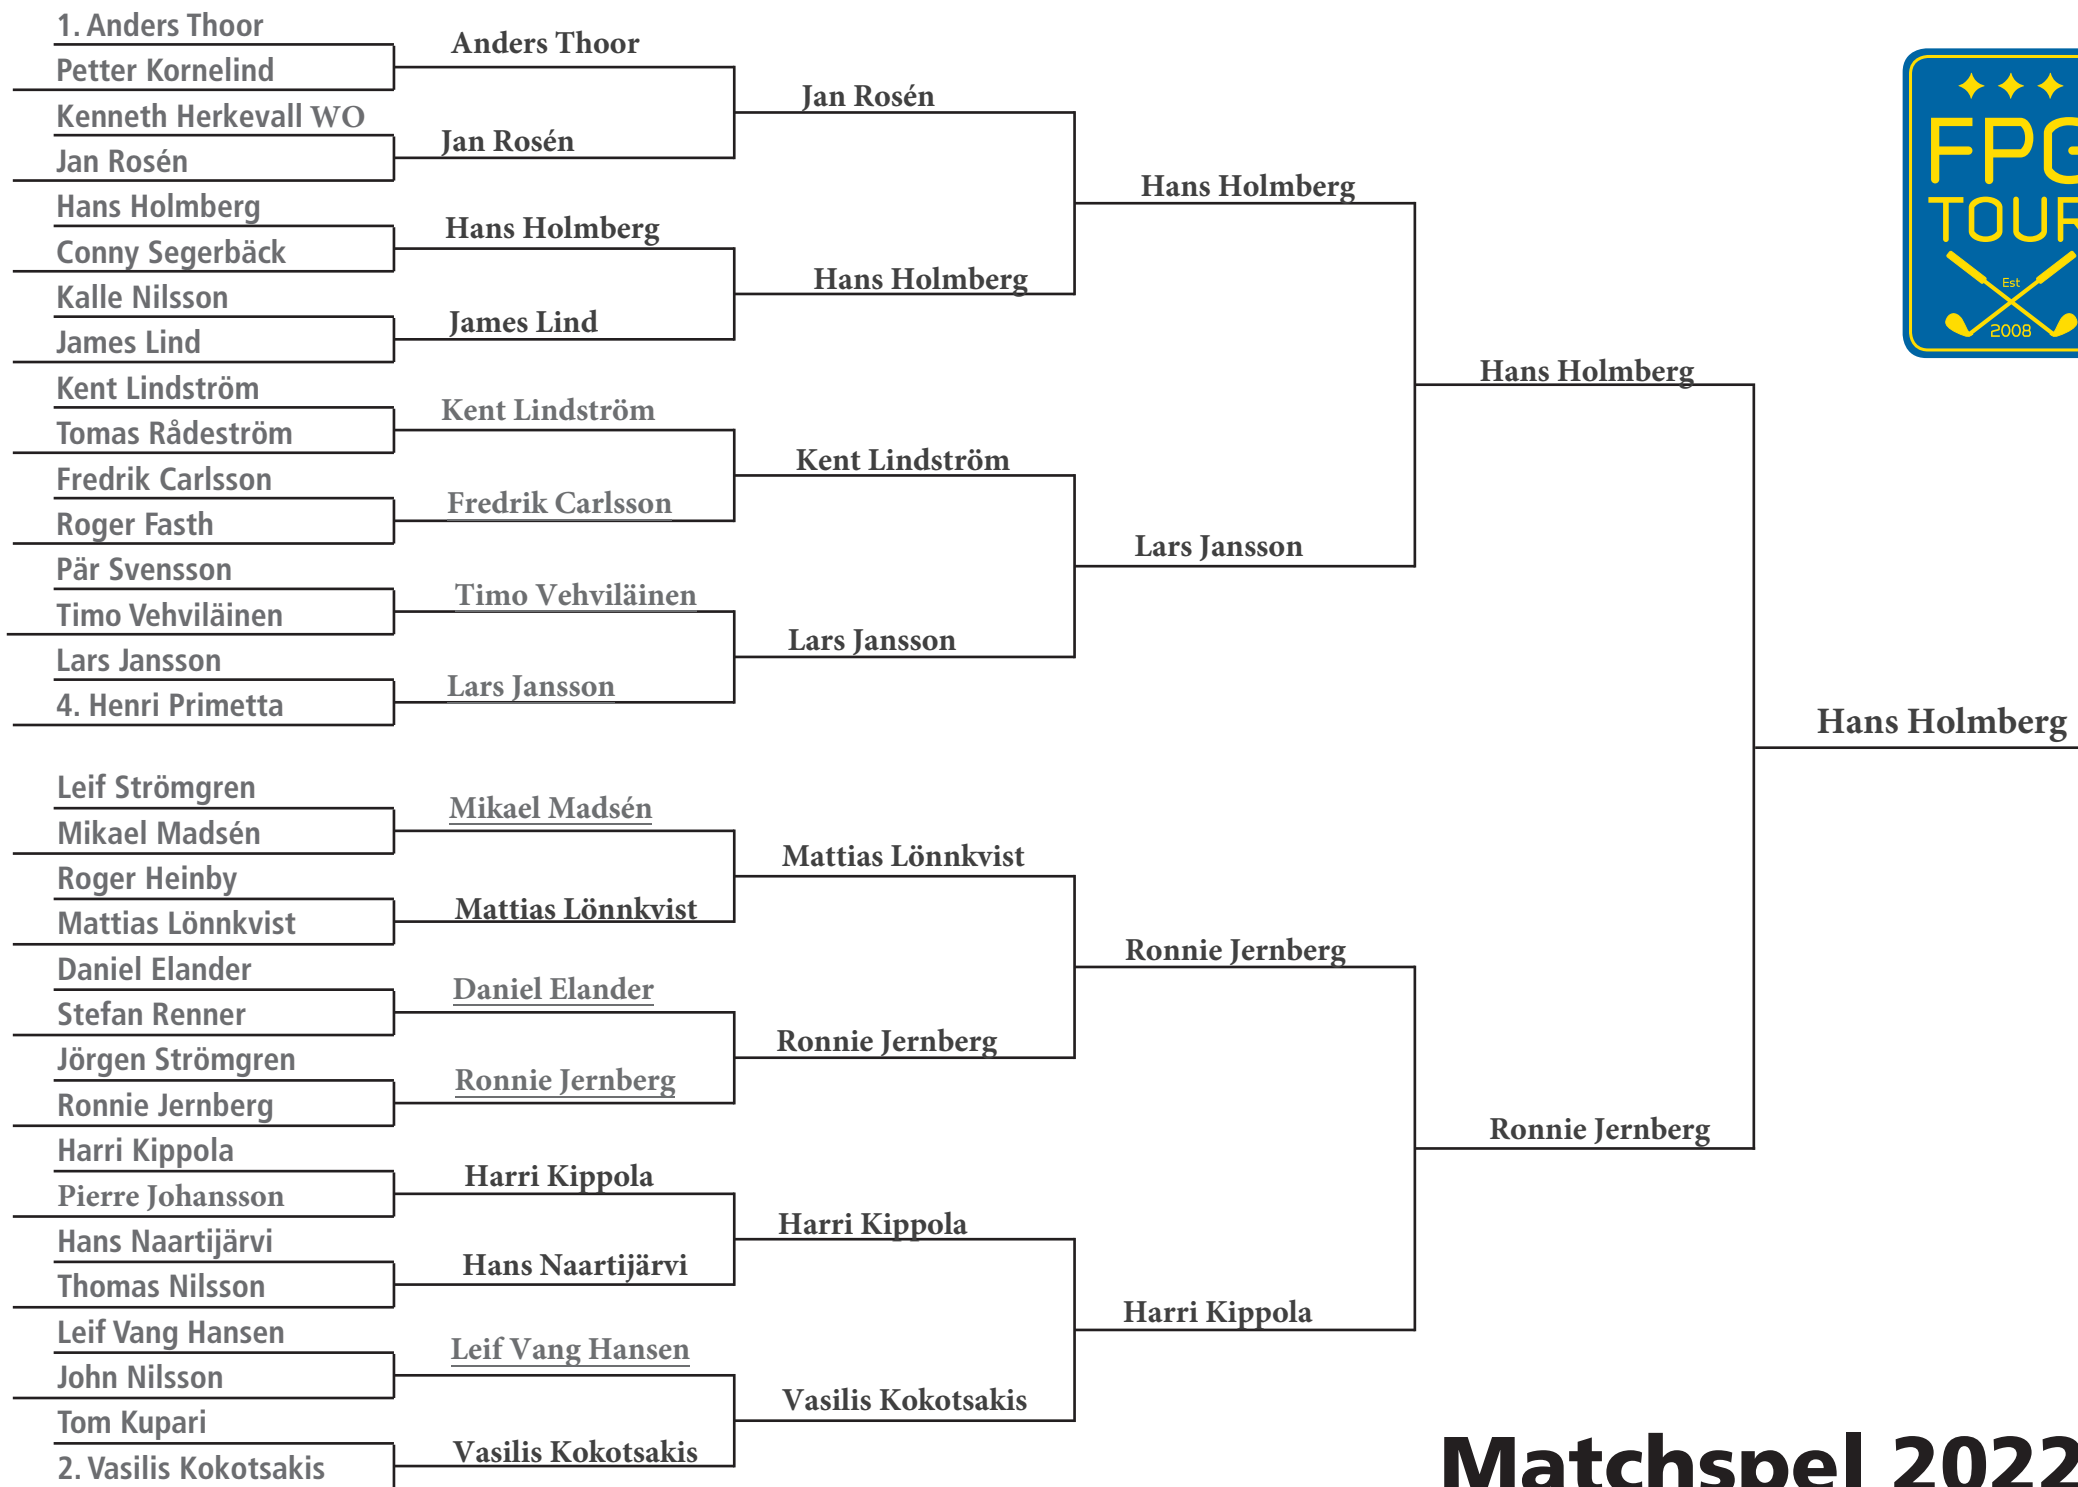 1. Anders Thoor
Petter Kornelind
Kenneth Herkevall WO
Jan Rosén
Hans Holmberg
Conny Segerbäck
Kalle Nilsson
James Lind
Kent Lindström
Tomas Rådeström
Fredrik Carlsson
Roger Fasth
Pär Svensson
Timo Vehviläinen
Lars Jansson
4. Henri Primetta
Leif Strömgren
Mikael Madsén
Roger Heinby
Mattias Lönnkvist
Daniel Elander
Stefan Renner
Jörgen Strömgren
Ronnie Jernberg
Harri Kippola
Pierre Johansson
Hans Naartijärvi
Thomas Nilsson
Leif Vang Hansen
John Nilsson
Tom Kupari
2. Vasilis Kokotsakis
Anders Thoor
Jan Rosén
Hans Holmberg
James Lind
Kent Lindström
Fredrik Carlsson
Timo Vehviläinen
Lars Jansson
Mikael Madsén
Mattias Lönnkvist
Daniel Elander
Ronnie Jernberg
Harri Kippola
Hans Naartijärvi
Leif Vang Hansen
Vasilis Kokotsakis
Jan Rosén
Hans Holmberg
Kent Lindström
Lars Jansson
Mattias Lönnkvist
Ronnie Jernberg
Harri Kippola
Vasilis Kokotsakis
Hans Holmberg
Lars Jansson
Ronnie Jernberg
Harri Kippola
Hans Holmberg
Ronnie Jernberg
Hans Holmberg
FPG
TOUR
Est
2008
Matchspel 2022